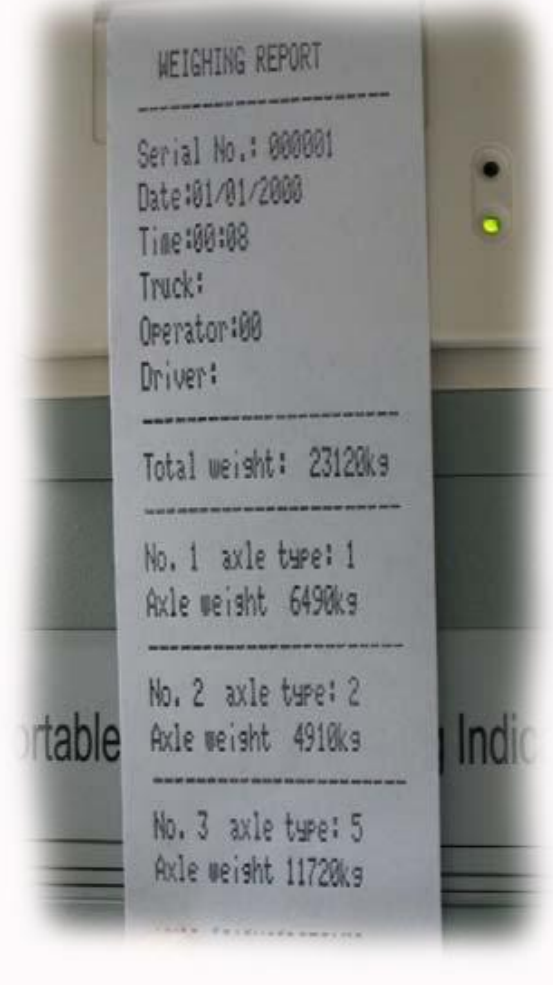 WEIGHING REPORT
------------------------
Serial No.: 000001
Date:01/01/2000
Time:00:08
Truck:
Operator:00
Driver:
------------------------
Total weight: 23120kg
------------------------
No. 1 axle type: 1
Axle weight 6490kg
------------------------
No. 2 axle type: 2
Axle weight 4910kg
------------------------
No. 3 axle type: 5
Axle weight 11720kg
rtable Indic